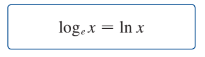 logₑ x = ln x